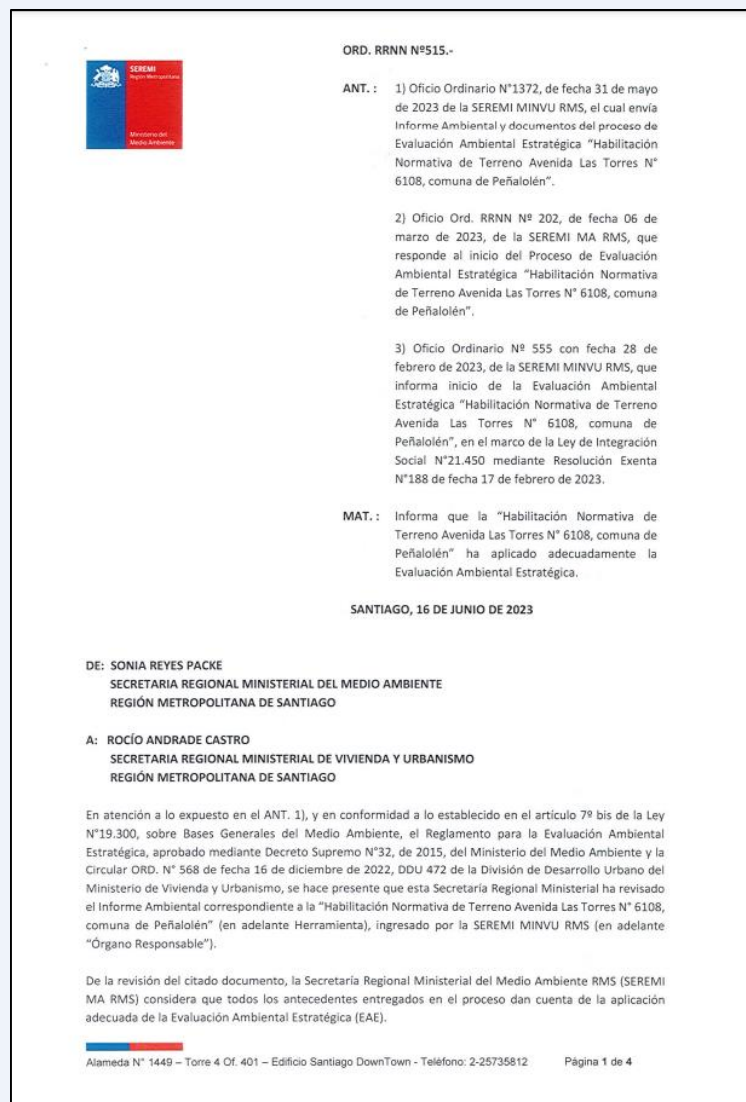 SEREMI
Región Metropolitana
Ministerio del
Medio Ambiente
ORD. RRNN Nº515.-
ANT. : 1) Oficio Ordinario N°1372, de fecha 31 de mayo
de 2023 de la SEREMI MINVU RMS, el cual envía
Informe Ambiental y documentos del proceso de
Evaluación Ambiental Estratégica “Habilitación
Normativa de Terreno Avenida Las Torres N°
6108, comuna de Peñalolén”.
2) Oficio Ord. RRNN Nº 202, de fecha 06 de
marzo de 2023, de la SEREMI MA RMS, que
responde al inicio del Proceso de Evaluación
Ambiental Estratégica “Habilitación Normativa
de Terreno Avenida Las Torres N° 6108, comuna
de Peñalolén”.
3) Oficio Ordinario Nº 555 con fecha 28 de
febrero de 2023, de la SEREMI MINVU RMS, que
informa inicio de la Evaluación Ambiental
Estratégica “Habilitación Normativa de Terreno
Avenida Las Torres N° 6108, comuna de
Peñalolén”, en el marco de la Ley de Integración
Social N°21.450 mediante Resolución Exenta
N°188 de fecha 17 de febrero de 2023.
MAT. : Informa que la “Habilitación Normativa de
Terreno Avenida Las Torres N° 6108, comuna de
Peñalolén” ha aplicado adecuadamente la
Evaluación Ambiental Estratégica.
SANTIAGO, 16 DE JUNIO DE 2023
DE: SONIA REYES PACKE
SECRETARIA REGIONAL MINISTERIAL DEL MEDIO AMBIENTE
REGIÓN METROPOLITANA DE SANTIAGO
A: ROCÍO ANDRADE CASTRO
SECRETARIA REGIONAL MINISTERIAL DE VIVIENDA Y URBANISMO
REGIÓN METROPOLITANA DE SANTIAGO
En atención a lo expuesto en el ANT. 1), y en conformidad a lo establecido en el artículo 7º bis de la Ley
N°19.300, sobre Bases Generales del Medio Ambiente, el Reglamento para la Evaluación Ambiental
Estratégica, aprobado mediante Decreto Supremo N°32, de 2015, del Ministerio del Medio Ambiente y la
Circular ORD. N° 568 de fecha 16 de diciembre de 2022, DDU 472 de la División de Desarrollo Urbano del
Ministerio de Vivienda y Urbanismo, se hace presente que esta Secretaría Regional Ministerial ha revisado
el Informe Ambiental correspondiente a la “Habilitación Normativa de Terreno Avenida Las Torres N° 6108,
comuna de Peñalolén” (en adelante Herramienta), ingresado por la SEREMI MINVU RMS (en adelante
“Órgano Responsable”).
De la revisión del citado documento, la Secretaría Regional Ministerial del Medio Ambiente RMS (SEREMI
MA RMS) considera que todos los antecedentes entregados en el proceso dan cuenta de la aplicación
adecuada de la Evaluación Ambiental Estratégica (EAE).
Alameda N° 1449 – Torre 4 Of. 401 – Edificio Santiago DownTown - Teléfono: 2-25735812 Página 1 de 4